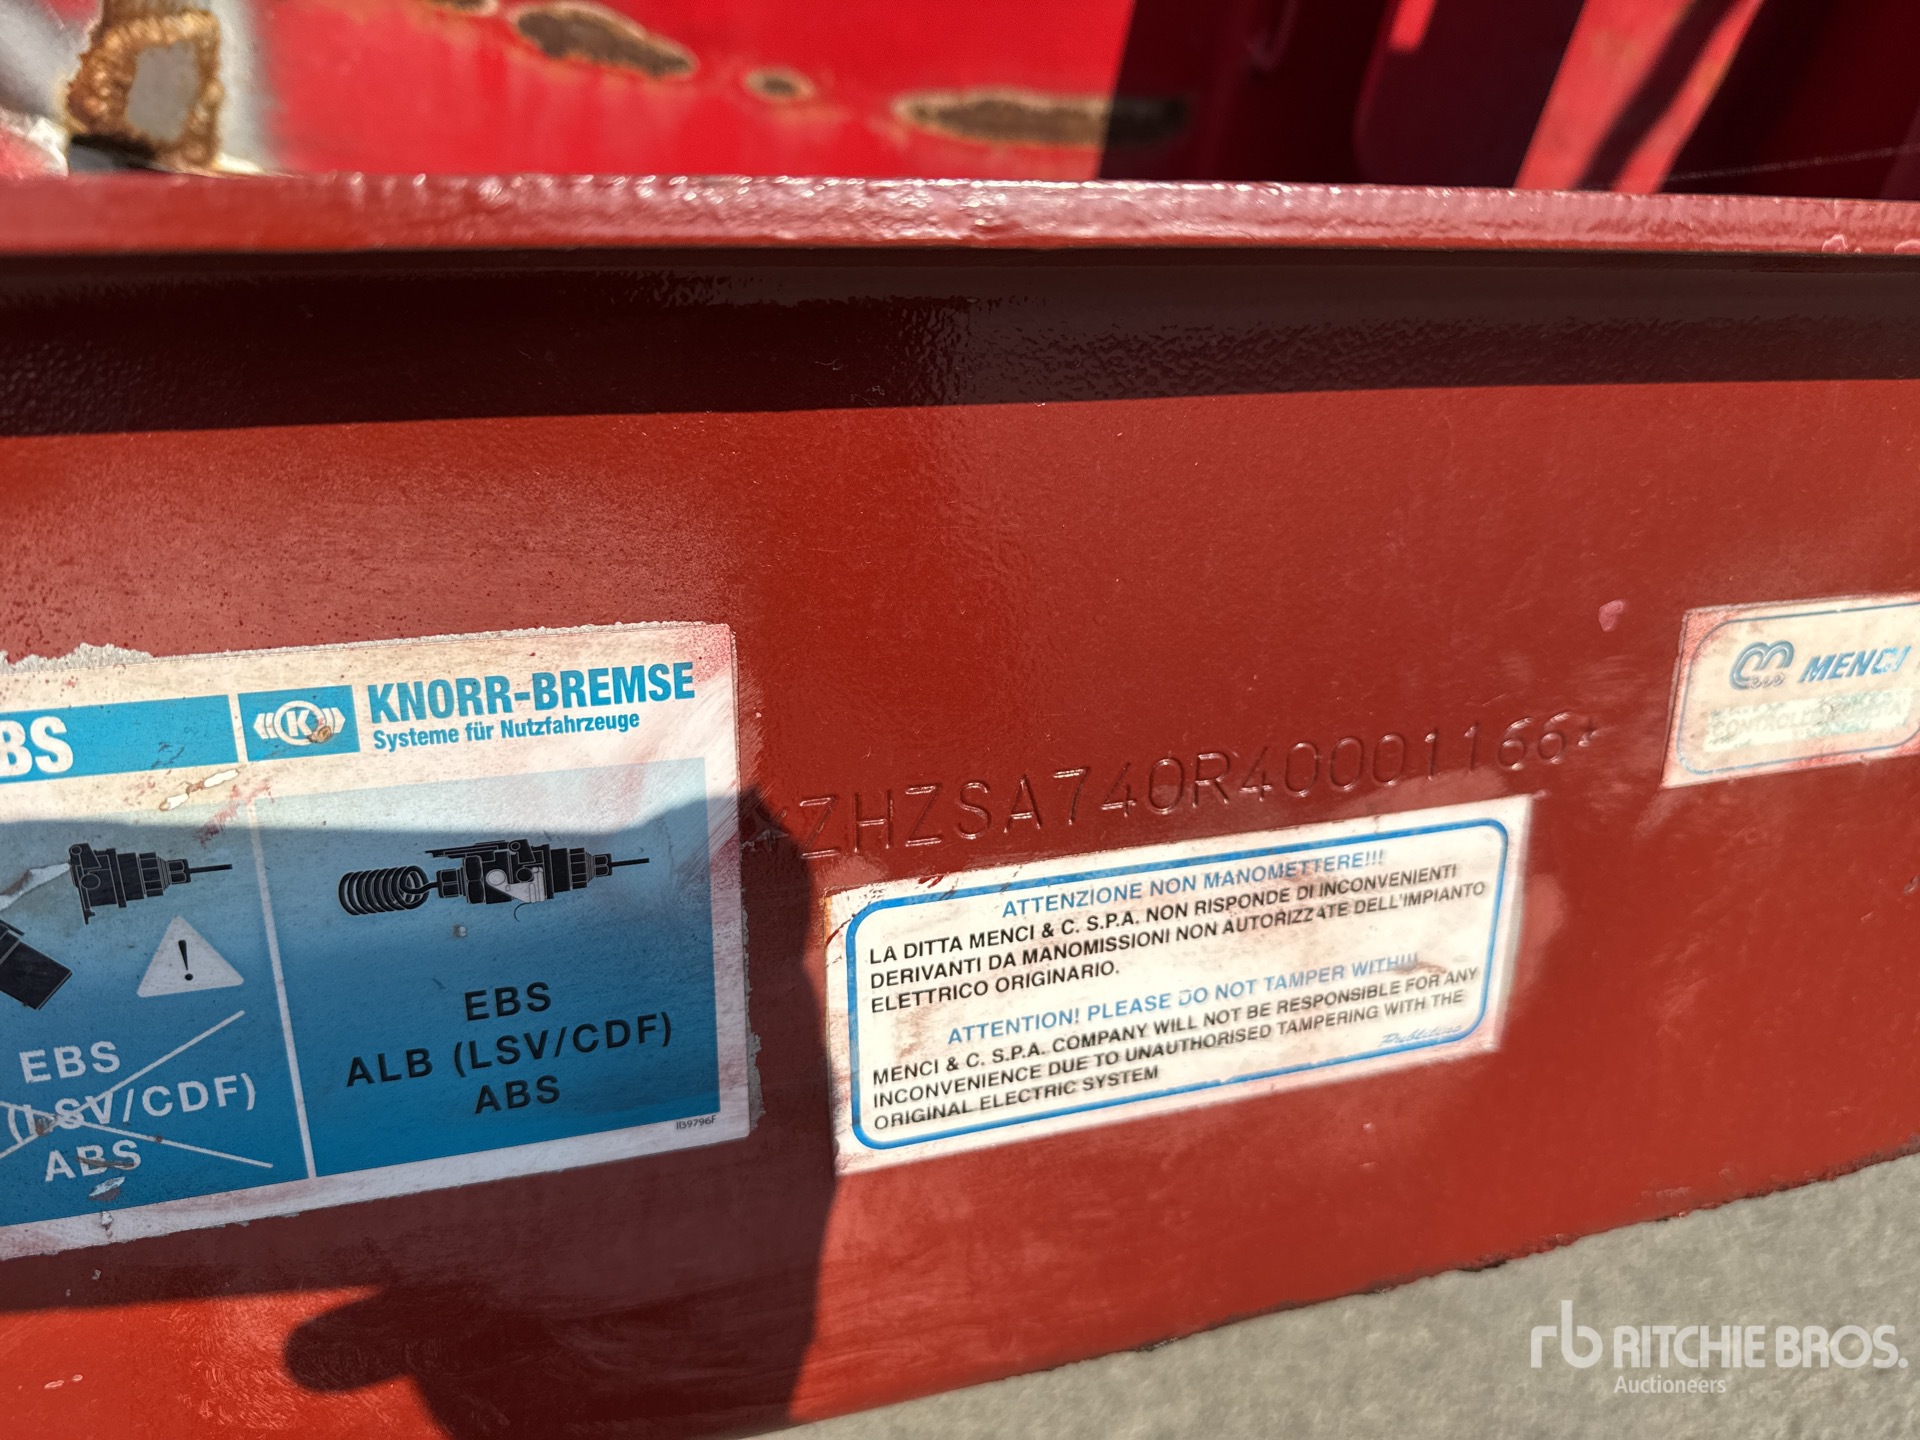 BS
KNORR-BREMSE
Systeme für Nutzfahrzeuge
EBS
(LSV/CDF)
ABS
EBS
ALB (LSV/CDF)
ABS
II39796F
*ZHZSA740R40001166*
MENCI
ATTENZIONE NON MANOMETTERE!!!
LA DITTA MENCI & C. S.P.A. NON RISPONDE DI INCONVENIENTI
DERIVANTI DA MANOMISSIONI NON AUTORIZZATE DELL'IMPIANTO
ELETTRICO ORIGINARIO.
ATTENTION! PLEASE DO NOT TAMPER WITH!!!
MENCI & C. S.P.A. COMPANY WILL NOT BE RESPONSIBLE FOR ANY
INCONVENIENCE DUE TO UNAUTHORISED TAMPERING WITH THE
ORIGINAL ELECTRIC SYSTEM
rb RITCHIE BROS.
Auctioneers